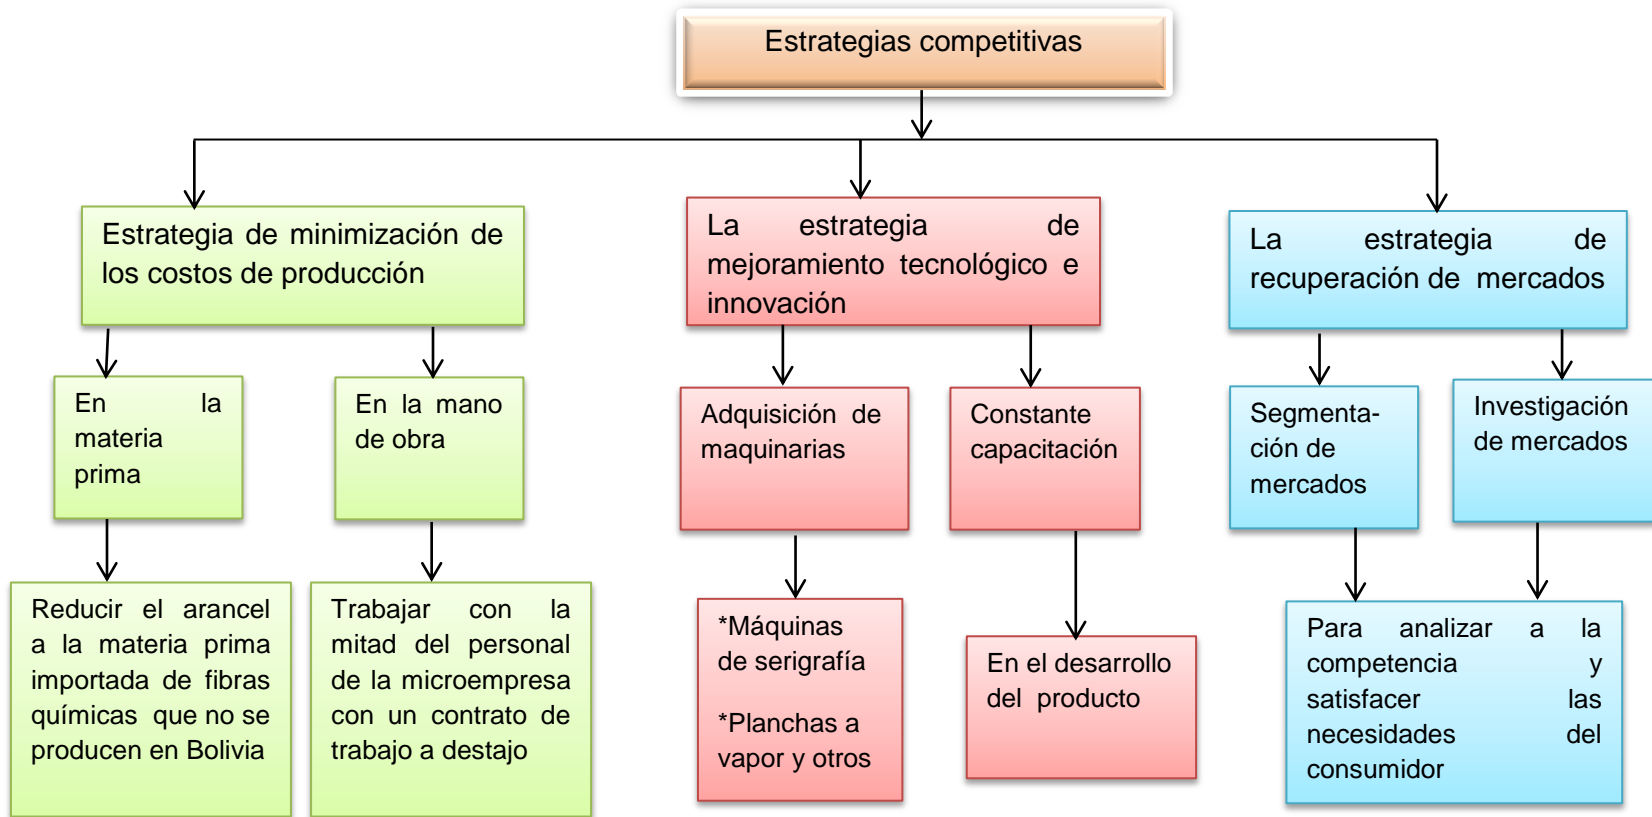 Estrategias competitivas
Estrategia de minimización de
los costos de producción
La estrategia de
mejoramiento tecnológico e
innovación
La estrategia de
recuperación de mercados
En la
materia
prima
En la mano
de obra
Adquisición de
maquinarias
Constante
capacitación
Segmenta-
ción de
mercados
Investigación
de mercados
Reducir el arancel
a la materia prima
importada de fibras
químicas que no se
producen en Bolivia
Trabajar con la
mitad del personal
de la microempresa
con un contrato de
trabajo a destajo
*Máquinas
de serigrafía
*Planchas a
vapor y otros
En el desarrollo
del producto
Para analizar a la
competencia y
satisfacer las
necesidades del
consumidor